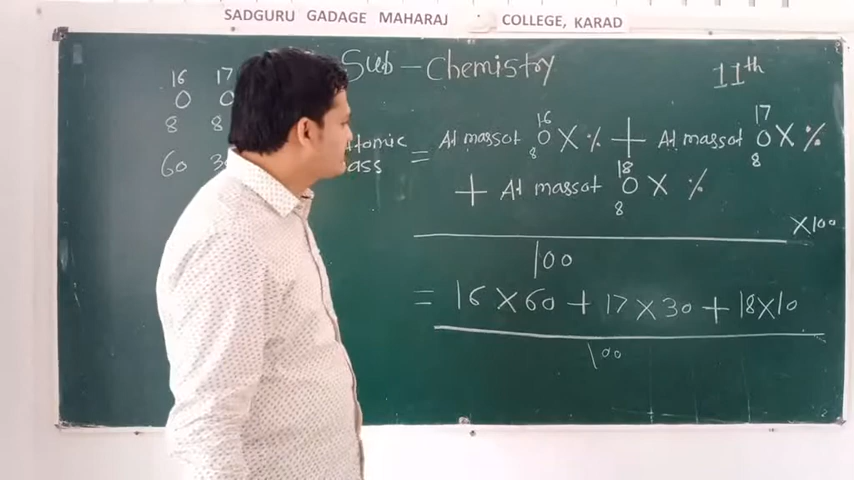 SADGURU GADAGE MAHARAJ COLLEGE, KARAD
Sub - Chemistry 11th
16 17
O O
8 8
60
= At mass of 16 8 O X % + At mass of 17 8 O X %
+ At mass of 18 8 O X %
X100
100
= 16 X 60 + 17 X 30 + 18 X 10
100